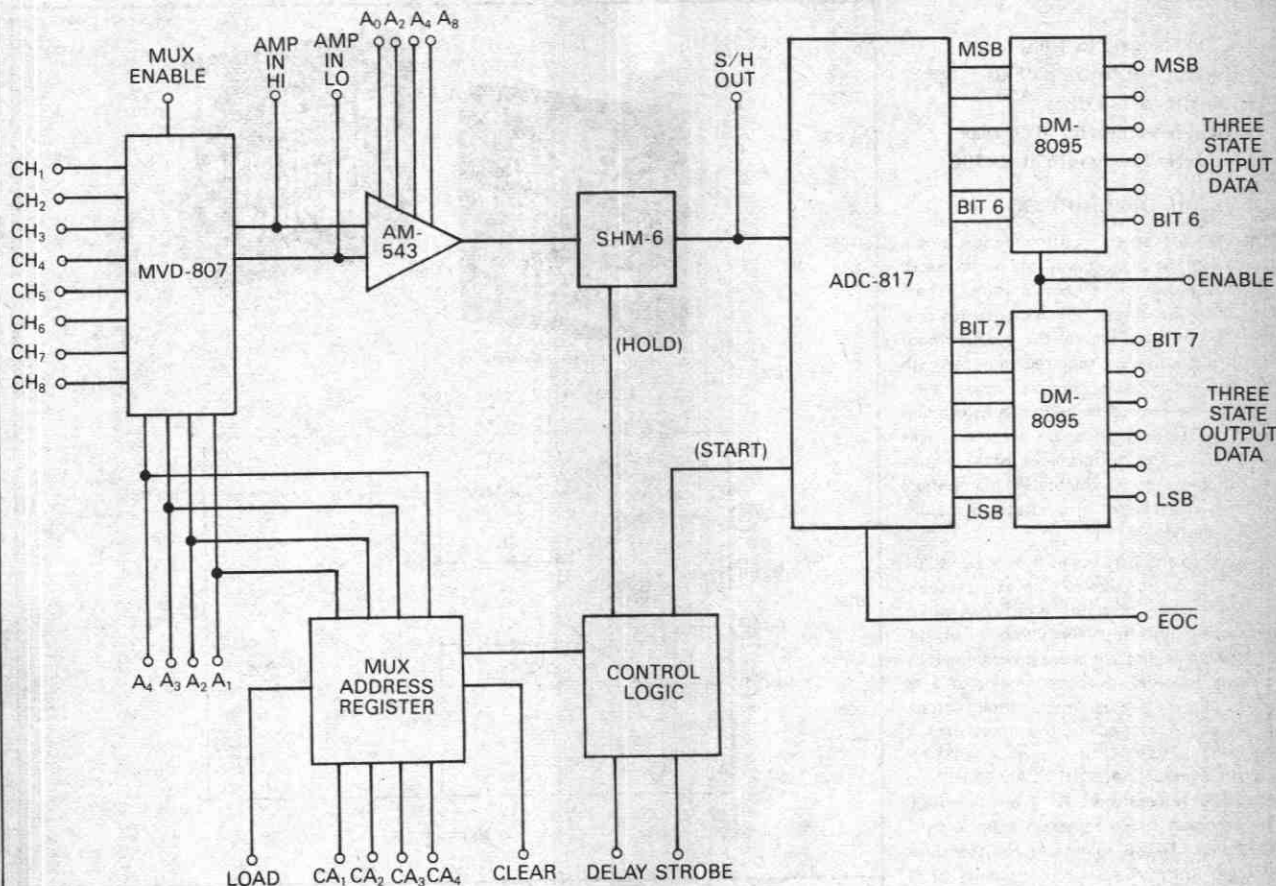 A0 A2 A4 A8
AMP
IN
HI
AMP
IN
LO
MUX
ENABLE
S/H
OUT
CH1
CH2
CH3
CH4
CH5
CH6
CH7
CH8
MVD-807
AM-
543
SHM-6
(HOLD)
(START)
ADC-817
MSB
BIT 6
BIT 7
LSB
DM-
8095
DM-
8095
MSB
BIT 6
THREE
STATE
OUTPUT
DATA
ENABLE
BIT 7
LSB
THREE
STATE
OUTPUT
DATA
EOC
A4 A3 A2 A1
MUX
ADDRESS
REGISTER
CONTROL
LOGIC
LOAD
CA1 CA2 CA3 CA4
CLEAR
DELAY STROBE